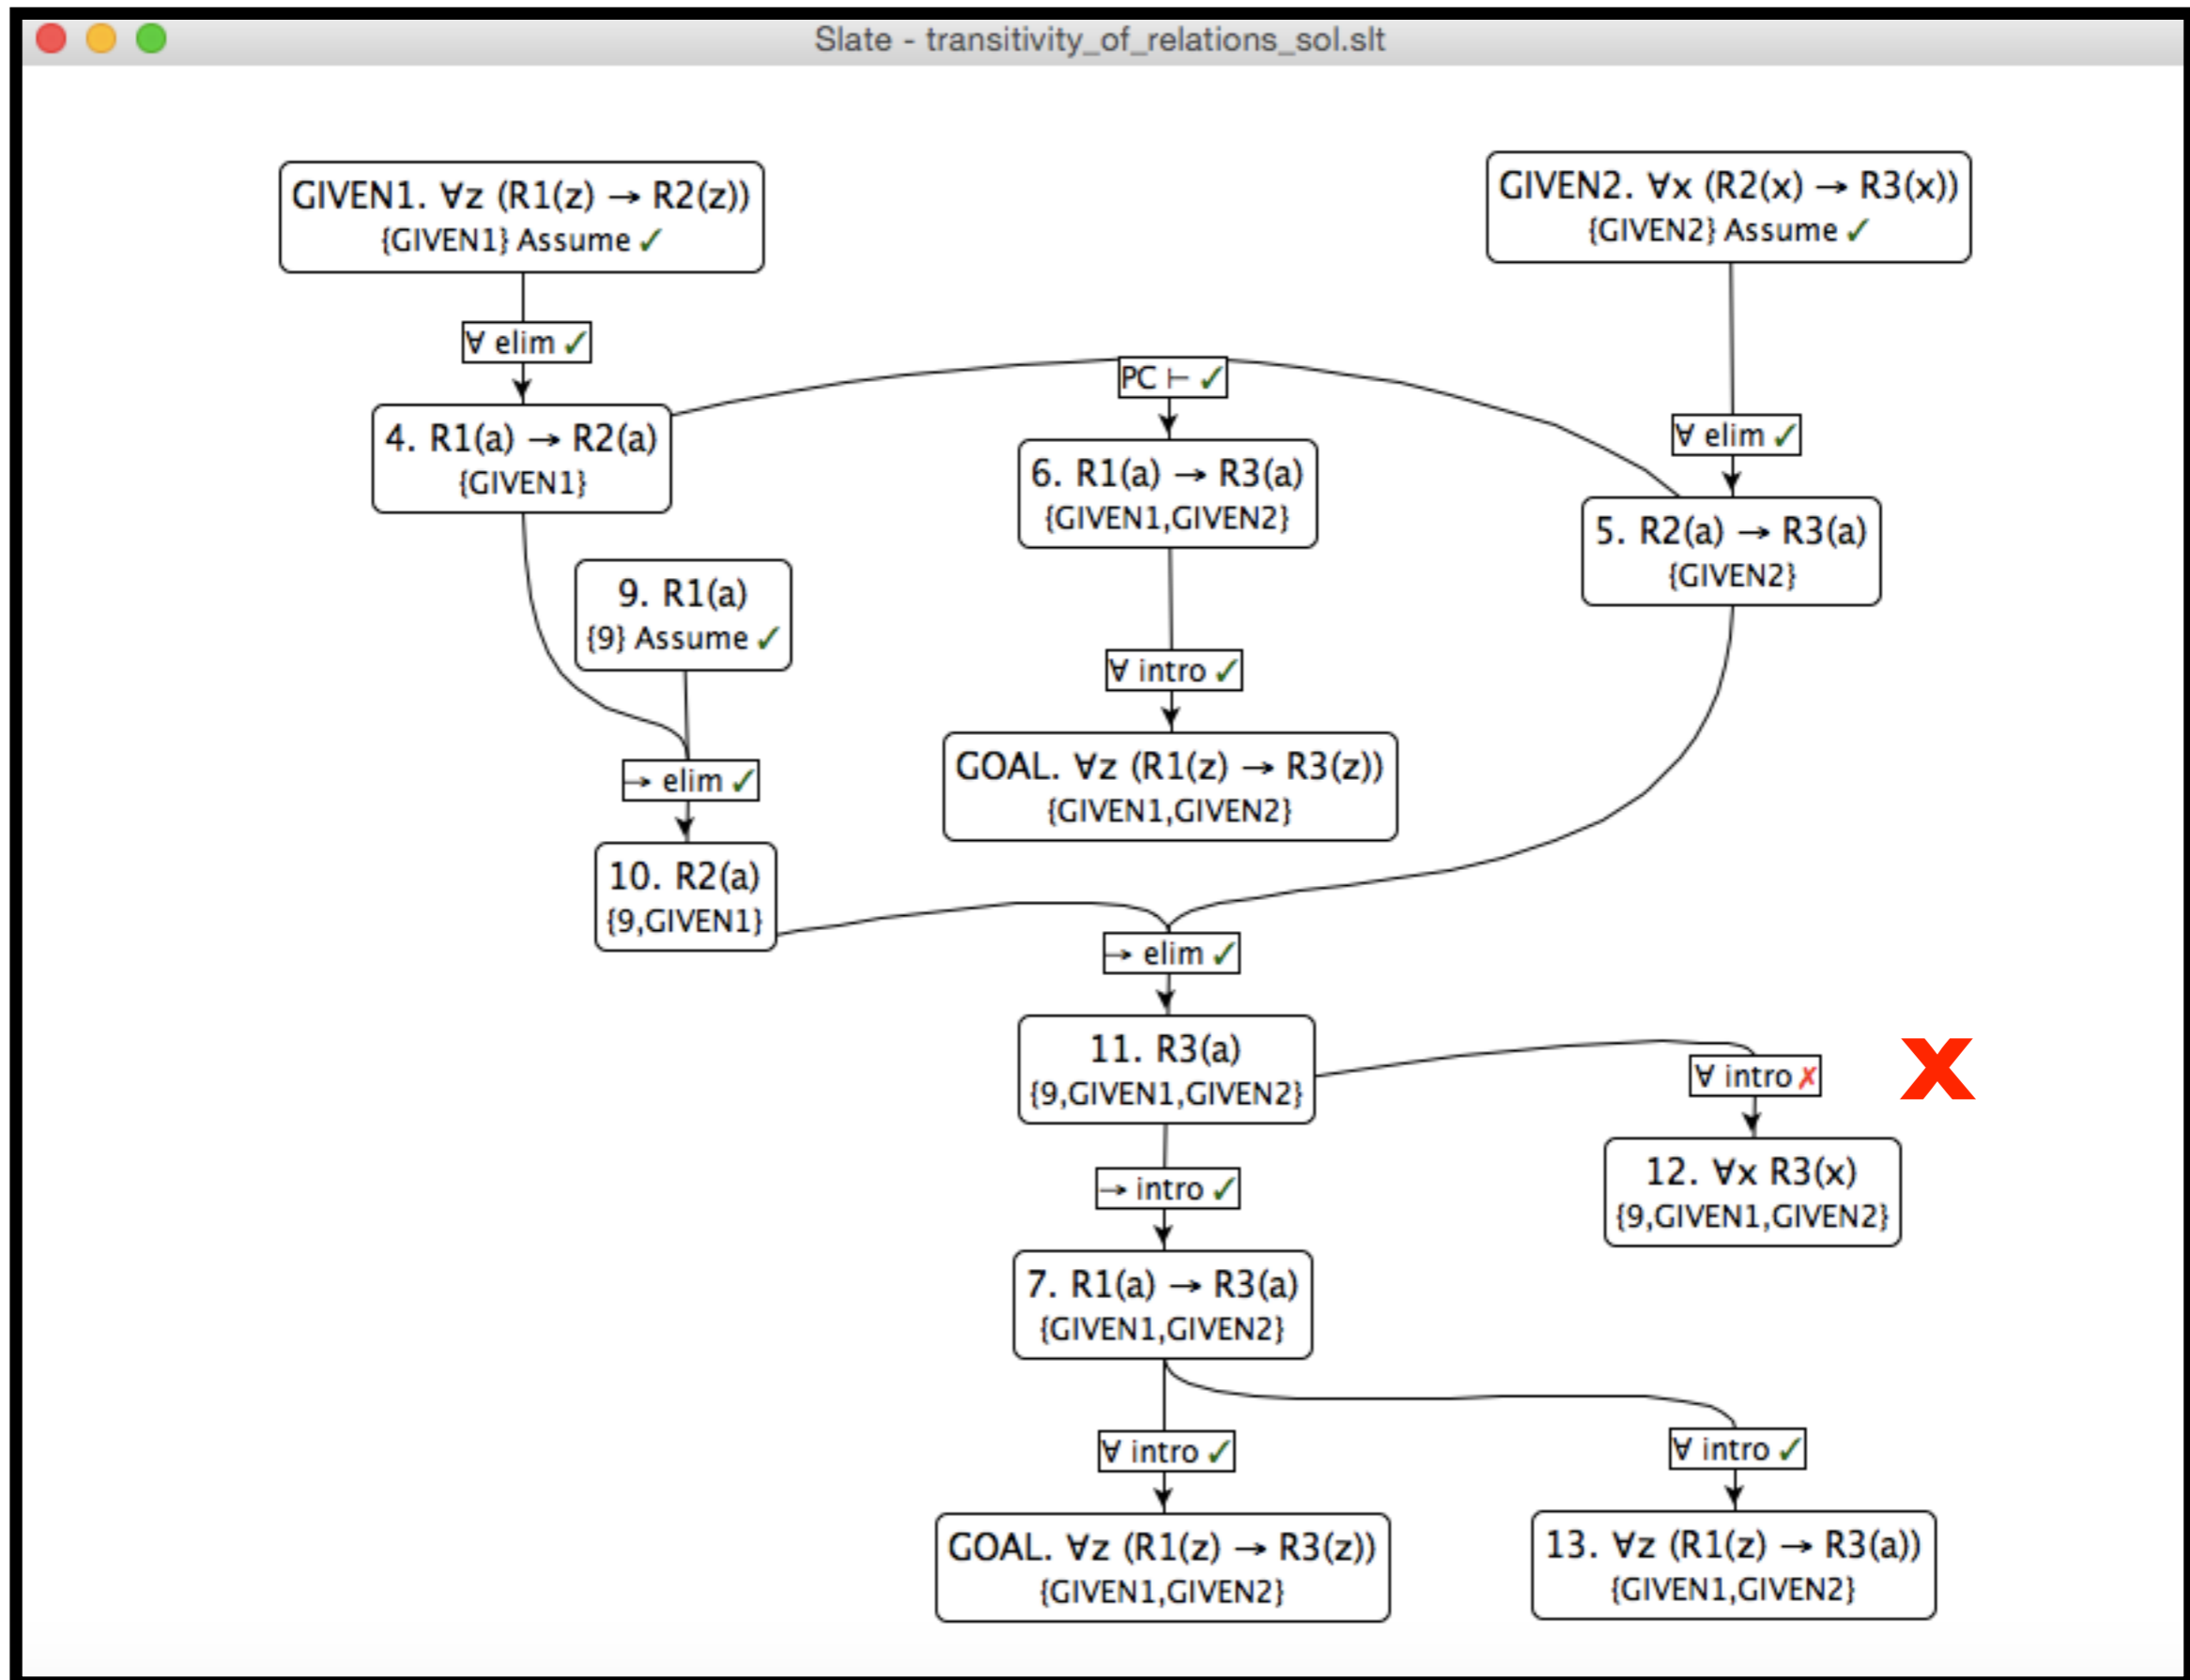 Slate - transitivity_of_relations_sol.slt
GIVEN1. ∀z (R1(z) → R2(z))
{GIVEN1} Assume ✓
GIVEN2. ∀x (R2(x) → R3(x))
{GIVEN2} Assume ✓
∀ elim ✓
PC ⊢ ✓
∀ elim ✓
4. R1(a) → R2(a)
{GIVEN1}
6. R1(a) → R3(a)
{GIVEN1,GIVEN2}
5. R2(a) → R3(a)
{GIVEN2}
9. R1(a)
{9} Assume ✓
∀ intro ✓
→ elim ✓
GOAL. ∀z (R1(z) → R3(z))
{GIVEN1,GIVEN2}
10. R2(a)
{9,GIVEN1}
→ elim ✓
11. R3(a)
{9,GIVEN1,GIVEN2}
∀ intro ✗
X
12. ∀x R3(x)
{9,GIVEN1,GIVEN2}
→ intro ✓
7. R1(a) → R3(a)
{GIVEN1,GIVEN2}
∀ intro ✓
∀ intro ✓
GOAL. ∀z (R1(z) → R3(z))
{GIVEN1,GIVEN2}
13. ∀z (R1(z) → R3(a))
{GIVEN1,GIVEN2}